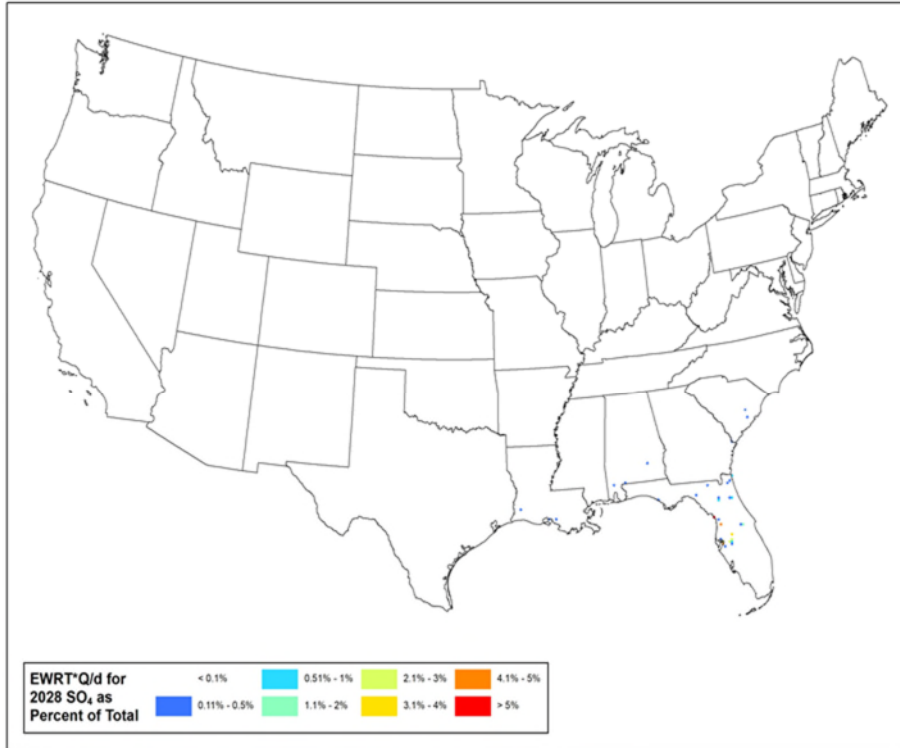 EWRT*Q/d for
2028 SO₄ as
Percent of Total
< 0.1%
0.51% - 1%
2.1% - 3%
4.1% - 5%
0.11% - 0.5%
1.1% - 2%
3.1% - 4%
> 5%